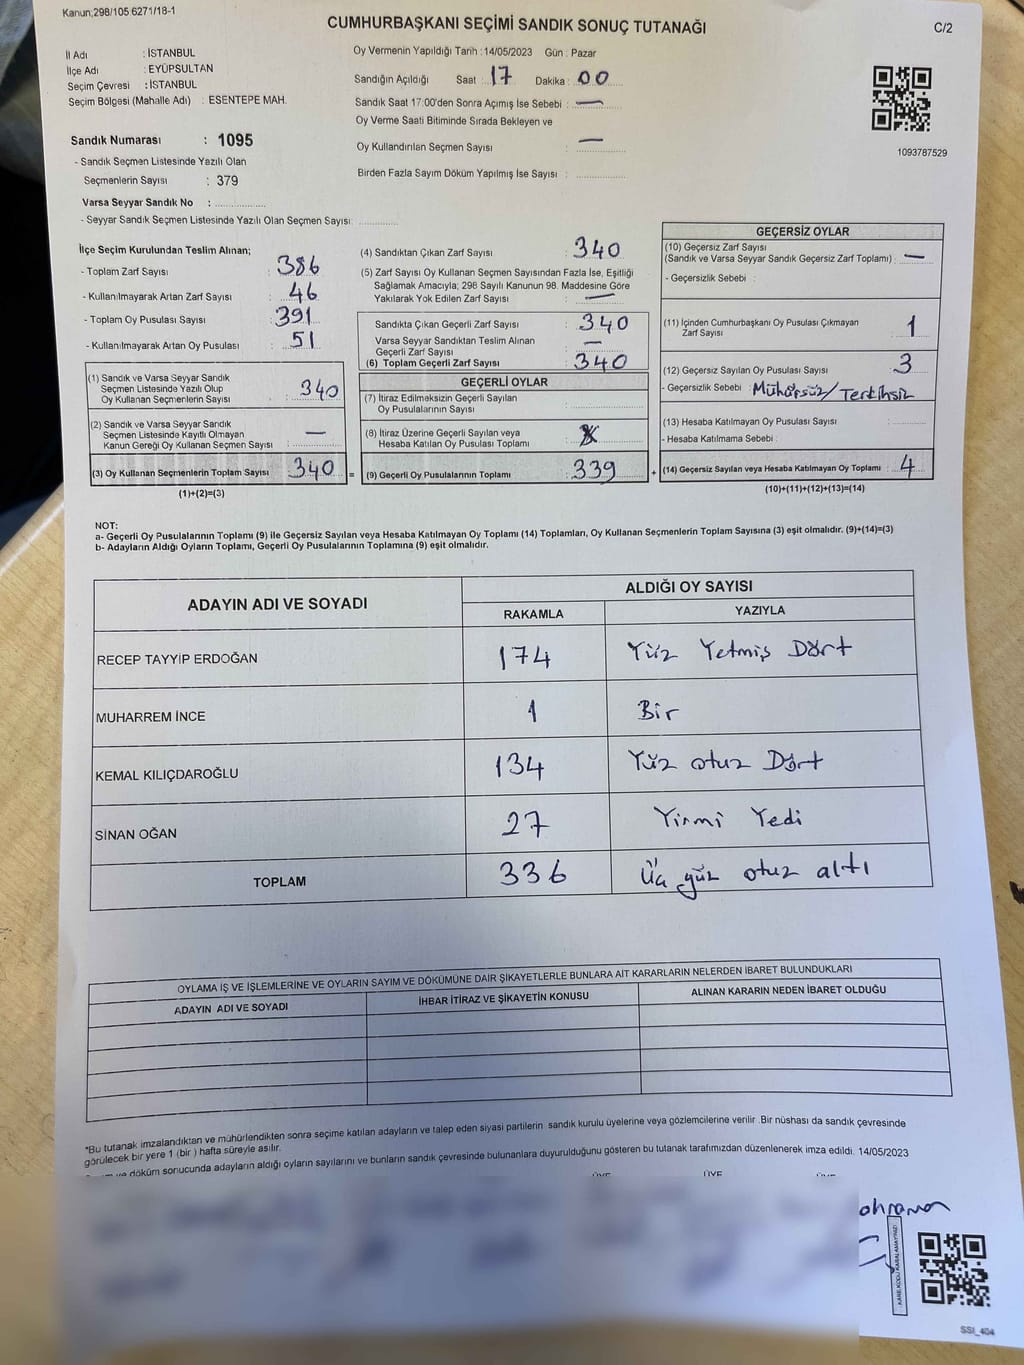 Kanun;298/105 6271/18-1
CUMHURBAŞKANI SEÇİMİ SANDIK SONUÇ TUTANAĞI
C/2
İl Adı : İSTANBUL
İlçe Adı : EYÜPSULTAN
Seçim Çevresi : İSTANBUL
Seçim Bölgesi (Mahalle Adı) : ESENTEPE MAH.
Oy Vermenin Yapıldığı Tarih :14/05/2023 Gün : Pazar
Sandığın Açıldığı Saat : 17 Dakika : 00
Sandık Saat 17:00'den Sonra Açımış İse Sebebi : —
Oy Verme Saati Bitiminde Sırada Bekleyen ve
Oy Kullandırılan Seçmen Sayısı : —
Birden Fazla Sayım Döküm Yapılmış İse Sayısı :
1093787529
Sandık Numarası : 1095
- Sandık Seçmen Listesinde Yazılı Olan
Seçmenlerin Sayısı : 379
Varsa Seyyar Sandık No :
- Seyyar Sandık Seçmen Listesinde Yazılı Olan Seçmen Sayısı:
İlçe Seçim Kurulundan Teslim Alınan;
- Toplam Zarf Sayısı : 386
- Kullanılmayarak Artan Zarf Sayısı : 46
- Toplam Oy Pusulası Sayısı : 391
- Kullanılmayarak Artan Oy Pusulası : 51
(1) Sandık ve Varsa Seyyar Sandık
Seçmen Listesinde Yazılı Olup
Oy Kullanan Seçmenlerin Sayısı : 340
(2) Sandık ve Varsa Seyyar Sandık
Seçmen Listesinde Kayıtlı Olmayan
Kanun Gereği Oy Kullanan Seçmen Sayısı : —
(3) Oy Kullanan Seçmenlerin Toplam Sayısı : 340 =
(1)+(2)=(3)
(4) Sandıktan Çıkan Zarf Sayısı : 340
(5) Zarf Sayısı Oy Kullanan Seçmen Sayısından Fazla İse, Eşitliği
Sağlamak Amacıyla; 298 Sayılı Kanunun 98. Maddesine Göre
Yakılarak Yok Edilen Zarf Sayısı : —
Sandıkta Çıkan Geçerli Zarf Sayısı : 340
Varsa Seyyar Sandıktan Teslim Alınan
Geçerli Zarf Sayısı : —
(6) Toplam Geçerli Zarf Sayısı : 340
GEÇERLİ OYLAR
(7) İtiraz Edilmeksizin Geçerli Sayılan
Oy Pusulalarının Sayısı :
(8) İtiraz Üzerine Geçerli Sayılan veya
Hesaba Katılan Oy Pusulası Toplamı :
(9) Geçerli Oy Pusulalarının Toplamı : 339 +
GEÇERSİZ OYLAR
(10) Geçersiz Zarf Sayısı
(Sandık ve Varsa Seyyar Sandık Geçersiz Zarf Toplamı) : —
- Geçersizlik Sebebi :
(11) İçinden Cumhurbaşkanı Oy Pusulası Çıkmayan
Zarf Sayısı : 1
(12) Geçersiz Sayılan Oy Pusulası Sayısı : 3
- Geçersizlik Sebebi : Mühürsüz/Tercihsiz
(13) Hesaba Katılmayan Oy Pusulası Sayısı :
- Hesaba Katılmama Sebebi :
(14) Geçersiz Sayılan veya Hesaba Katılmayan Oy Toplamı : 4
(10)+(11)+(12)+(13)=(14)
NOT:
a- Geçerli Oy Pusulalarının Toplamı (9) ile Geçersiz Sayılan veya Hesaba Katılmayan Oy Toplamı (14) Toplamları, Oy Kullanan Seçmenlerin Toplam Sayısına (3) eşit olmalıdır. (9)+(14)=(3)
b- Adayların Aldığı Oyların Toplamı, Geçerli Oy Pusulalarının Toplamına (9) eşit olmalıdır.
ADAYIN ADI VE SOYADI
ALDIĞI OY SAYISI
RAKAMLA YAZIYLA
RECEP TAYYİP ERDOĞAN 174 Yüz Yetmiş Dört
MUHARREM İNCE 1 Bir
KEMAL KILIÇDAROĞLU 134 Yüz otuz Dört
SİNAN OĞAN 27 Yirmi Yedi
TOPLAM 336 Üç yüz otuz altı
OYLAMA İŞ VE İŞLEMLERİNE VE OYLARIN SAYIM VE DÖKÜMÜNE DAİR ŞİKAYETLERLE BUNLARA AİT KARARLARIN NELERDEN İBARET BULUNDUKLARI
ADAYIN ADI VE SOYADI İHBAR İTİRAZ VE ŞİKAYETİN KONUSU ALINAN KARARIN NEDEN İBARET OLDUĞU
*Bu tutanak imzalandıktan ve mühürlendikten sonra seçime katılan adayların ve talep eden siyasi partilerin sandık kurulu üyelerine veya gözlemcilerine verilir .Bir nüshası da sandık çevresinde
görülecek bir yere 1 (bir ) hafta süreyle asılır.
ve döküm sonucunda adayların aldığı oyların sayılarını ve bunların sandık çevresinde bulunanlara duyurulduğunu gösteren bu tutanak tarafımızdan düzenlenerek imza edildi. 14/05/2023
KARE KODU KARALAMAYINIZ!
SSI_404